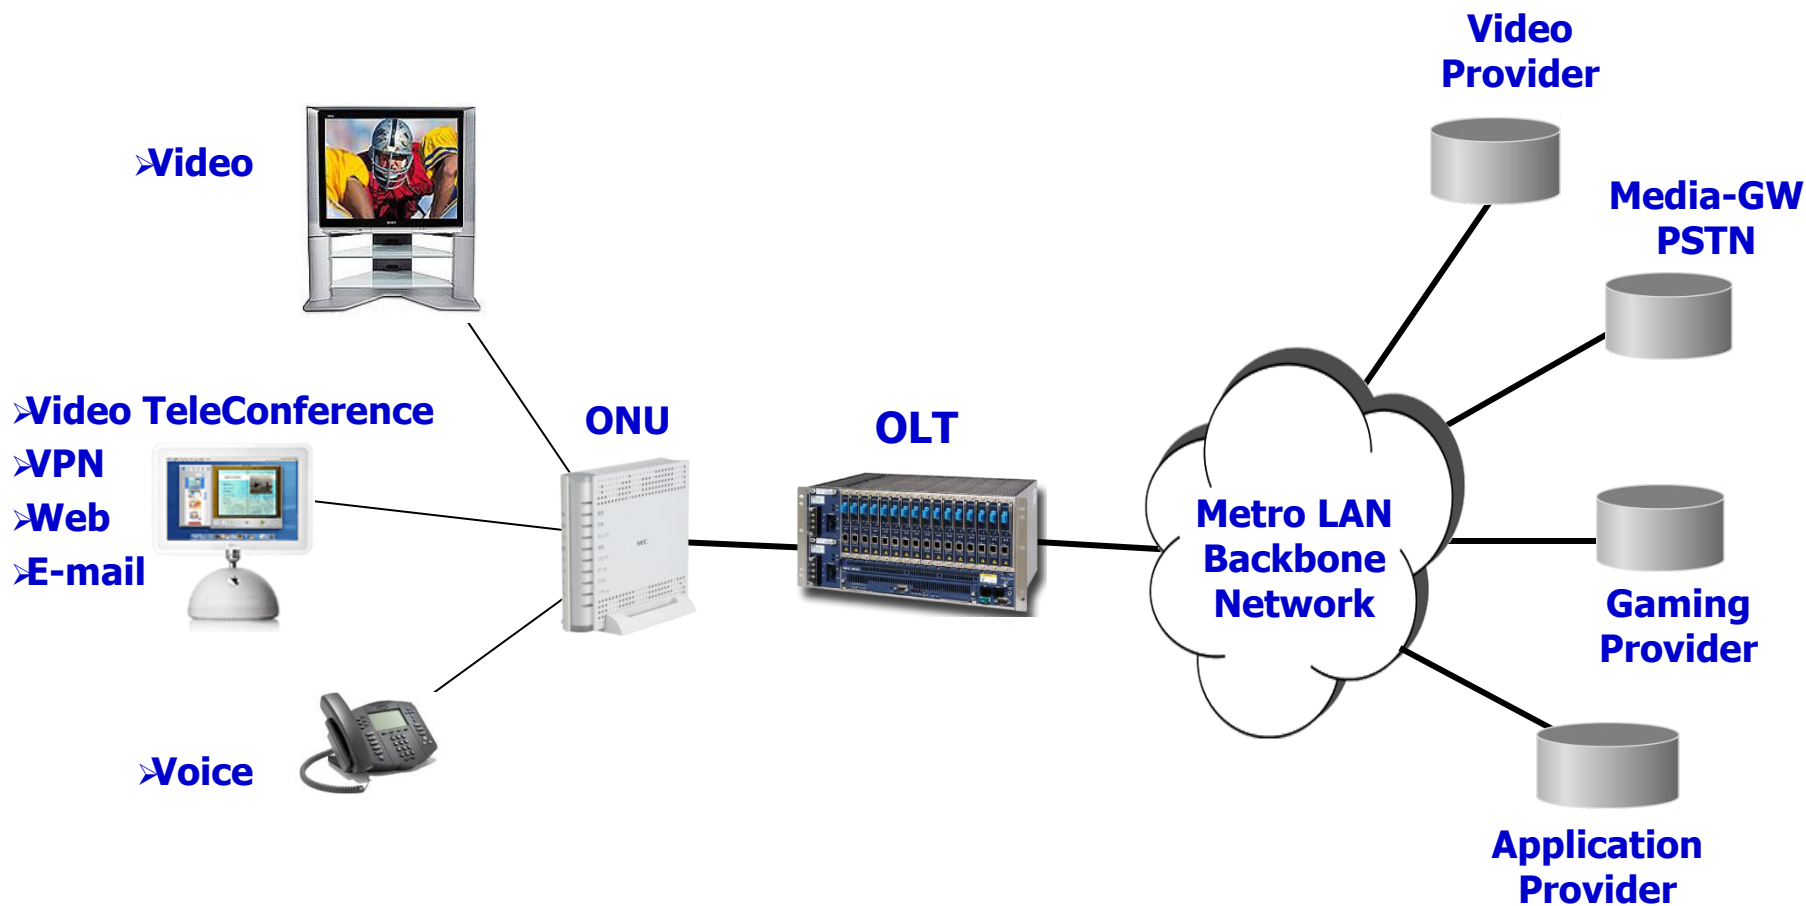 Video
Provider
➢Video
Media-GW
PSTN
➢Video TeleConference
➢VPN
➢Web
➢E-mail
ONU
OLT
NEC
Metro LAN
Backbone
Network
Gaming
Provider
➢Voice
Application
Provider